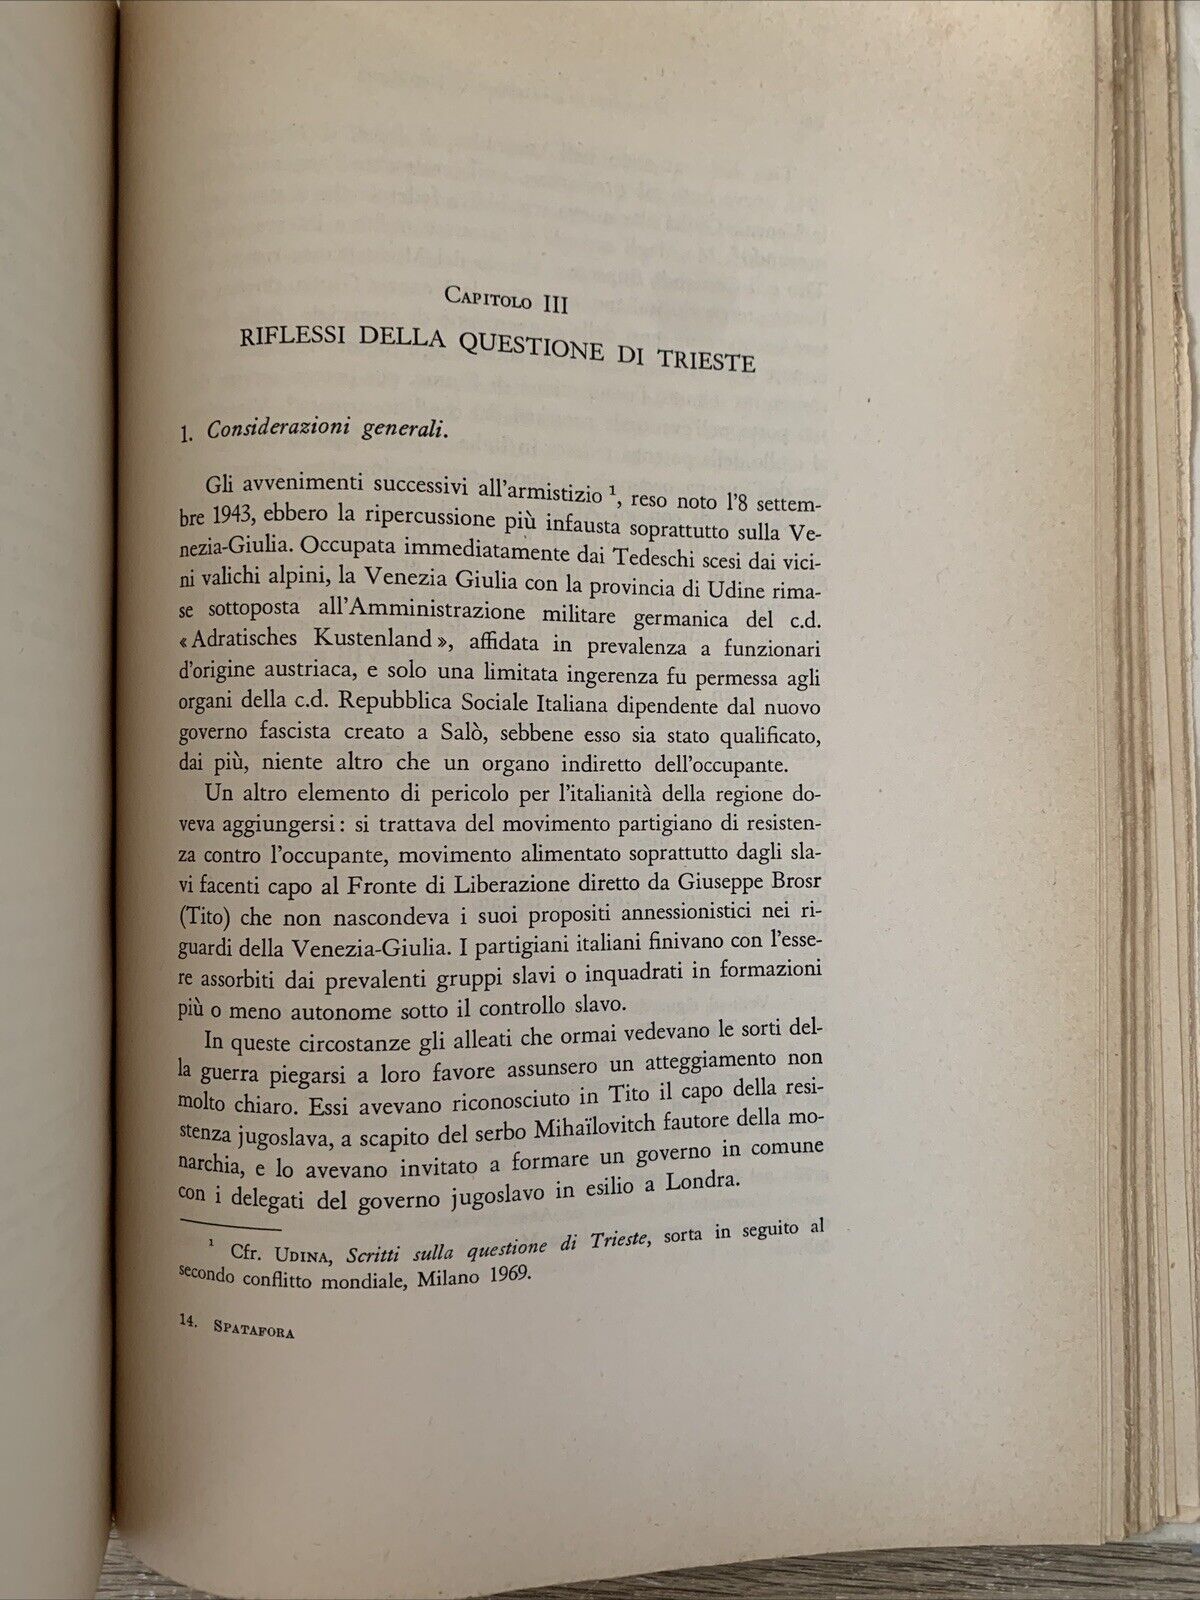 Capitolo III
RIFLESSI DELLA QUESTIONE DI TRIESTE
1. Considerazioni generali.
Gli avvenimenti successivi all'armistizio ¹, reso noto l'8 settem-
bre 1943, ebbero la ripercussione più infausta soprattutto sulla Ve-
nezia-Giulia. Occupata immediatamente dai Tedeschi scesi dai vici-
ni valichi alpini, la Venezia Giulia con la provincia di Udine rima-
se sottoposta all'Amministrazione militare germanica del c.d.
« Adratisches Kustenland », affidata in prevalenza a funzionari
d'origine austriaca, e solo una limitata ingerenza fu permessa agli
organi della c.d. Repubblica Sociale Italiana dipendente dal nuovo
governo fascista creato a Salò, sebbene esso sia stato qualificato,
dai più, niente altro che un organo indiretto dell'occupante.
Un altro elemento di pericolo per l'italianità della regione do-
veva aggiungersi: si trattava del movimento partigiano di resisten-
za contro l'occupante, movimento alimentato soprattutto dagli sla-
vi facenti capo al Fronte di Liberazione diretto da Giuseppe Brosr
(Tito) che non nascondeva i suoi propositi annessionistici nei ri-
guardi della Venezia-Giulia. I partigiani italiani finivano con l'esse-
re assorbiti dai prevalenti gruppi slavi o inquadrati in formazioni
più o meno autonome sotto il controllo slavo.
In queste circostanze gli alleati che ormai vedevano le sorti del-
la guerra piegarsi a loro favore assunsero un atteggiamento non
molto chiaro. Essi avevano riconosciuto in Tito il capo della resi-
stenza jugoslava, a scapito del serbo Mihaïlovitch fautore della mo-
narchia, e lo avevano invitato a formare un governo in comune
con i delegati del governo jugoslavo in esilio a Londra.
¹ Cfr. Udina, Scritti sulla questione di Trieste, sorta in seguito al
secondo conflitto mondiale, Milano 1969.
14. Spatafora